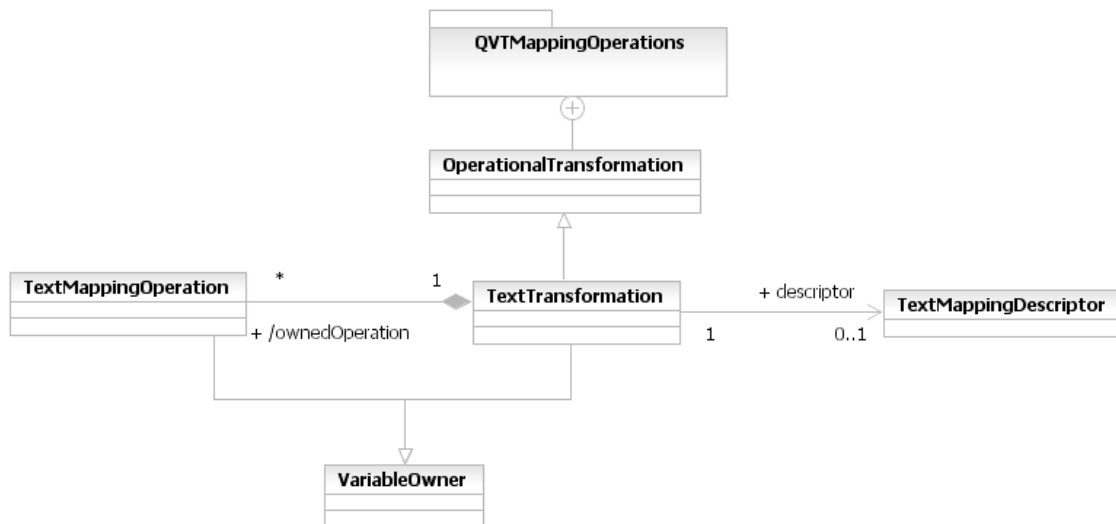 QVTMappingOperations
OperationalTransformation
* 1
TextMappingOperation
TextTransformation
+ descriptor
TextMappingDescriptor
+ /ownedOperation
1 0..1
VariableOwner